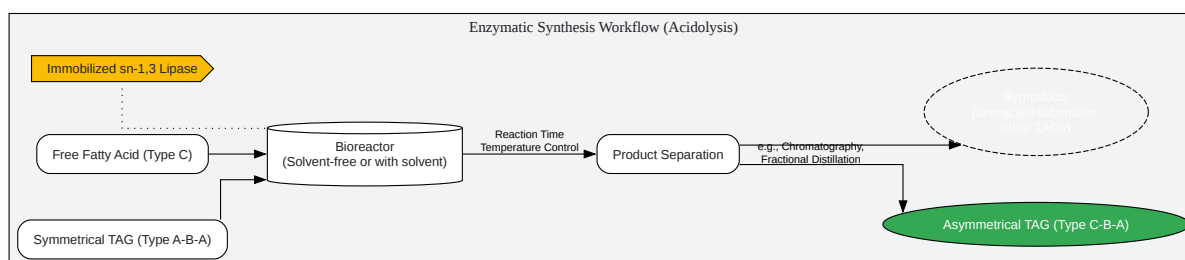 Enzymatic Synthesis Workflow (Acidolysis)
Immobilized sn-1,3 Lipase
Free Fatty Acid (Type C)
Symmetrical TAG (Type A-B-A)
Bioreactor
(Solvent-free or with solvent)
Reaction Time
Temperature Control
Product Separation
e.g., Chromatography,
Fractional Distillation
Byproducts
(unreacted substrates,
other TAGs)
Asymmetrical TAG (Type C-B-A)